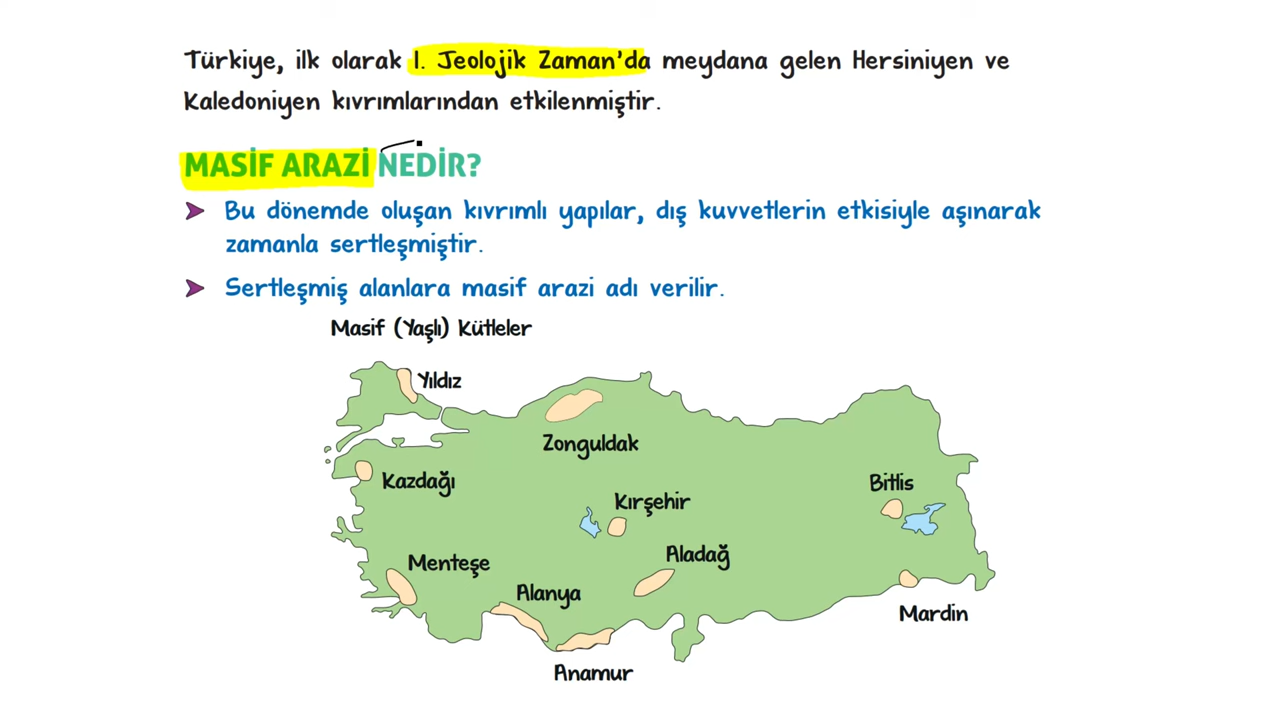 Türkiye, ilk olarak I. Jeolojik Zaman'da meydana gelen Hersiniyen ve
Kaledoniyen kıvrımlarından etkilenmiştir.
MASİF ARAZİ NEDİR?
Bu dönemde oluşan kıvrımlı yapılar, dış kuvvetlerin etkisiyle aşınarak
zamanla sertleşmiştir.
Sertleşmiş alanlara masif arazi adı verilir.
Masif (Yaşlı) Kütleler
Yıldız
Zonguldak
Kazdağı
Bitlis
Kırşehir
Aladağ
Menteşe
Alanya
Mardin
Anamur